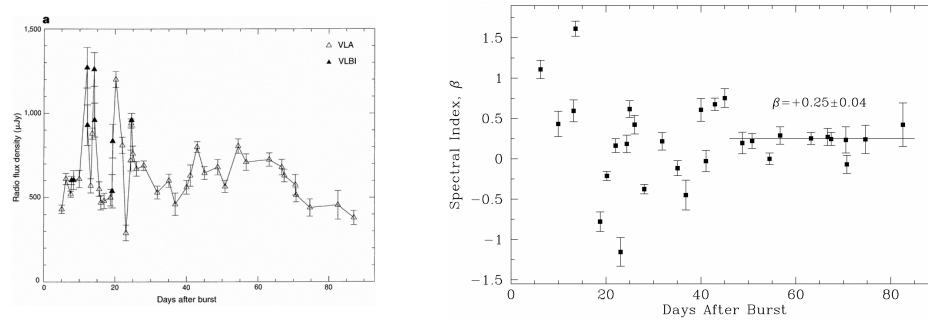 a
1,500
1,000
500
0
0
20
40
60
80
Radio flux density (μJy)
Days after burst
VLA
VLBI
1.5
1
0.5
0
−0.5
−1
−1.5
0
20
40
60
80
Spectral Index, β
Days After Burst
β=+0.25±0.04